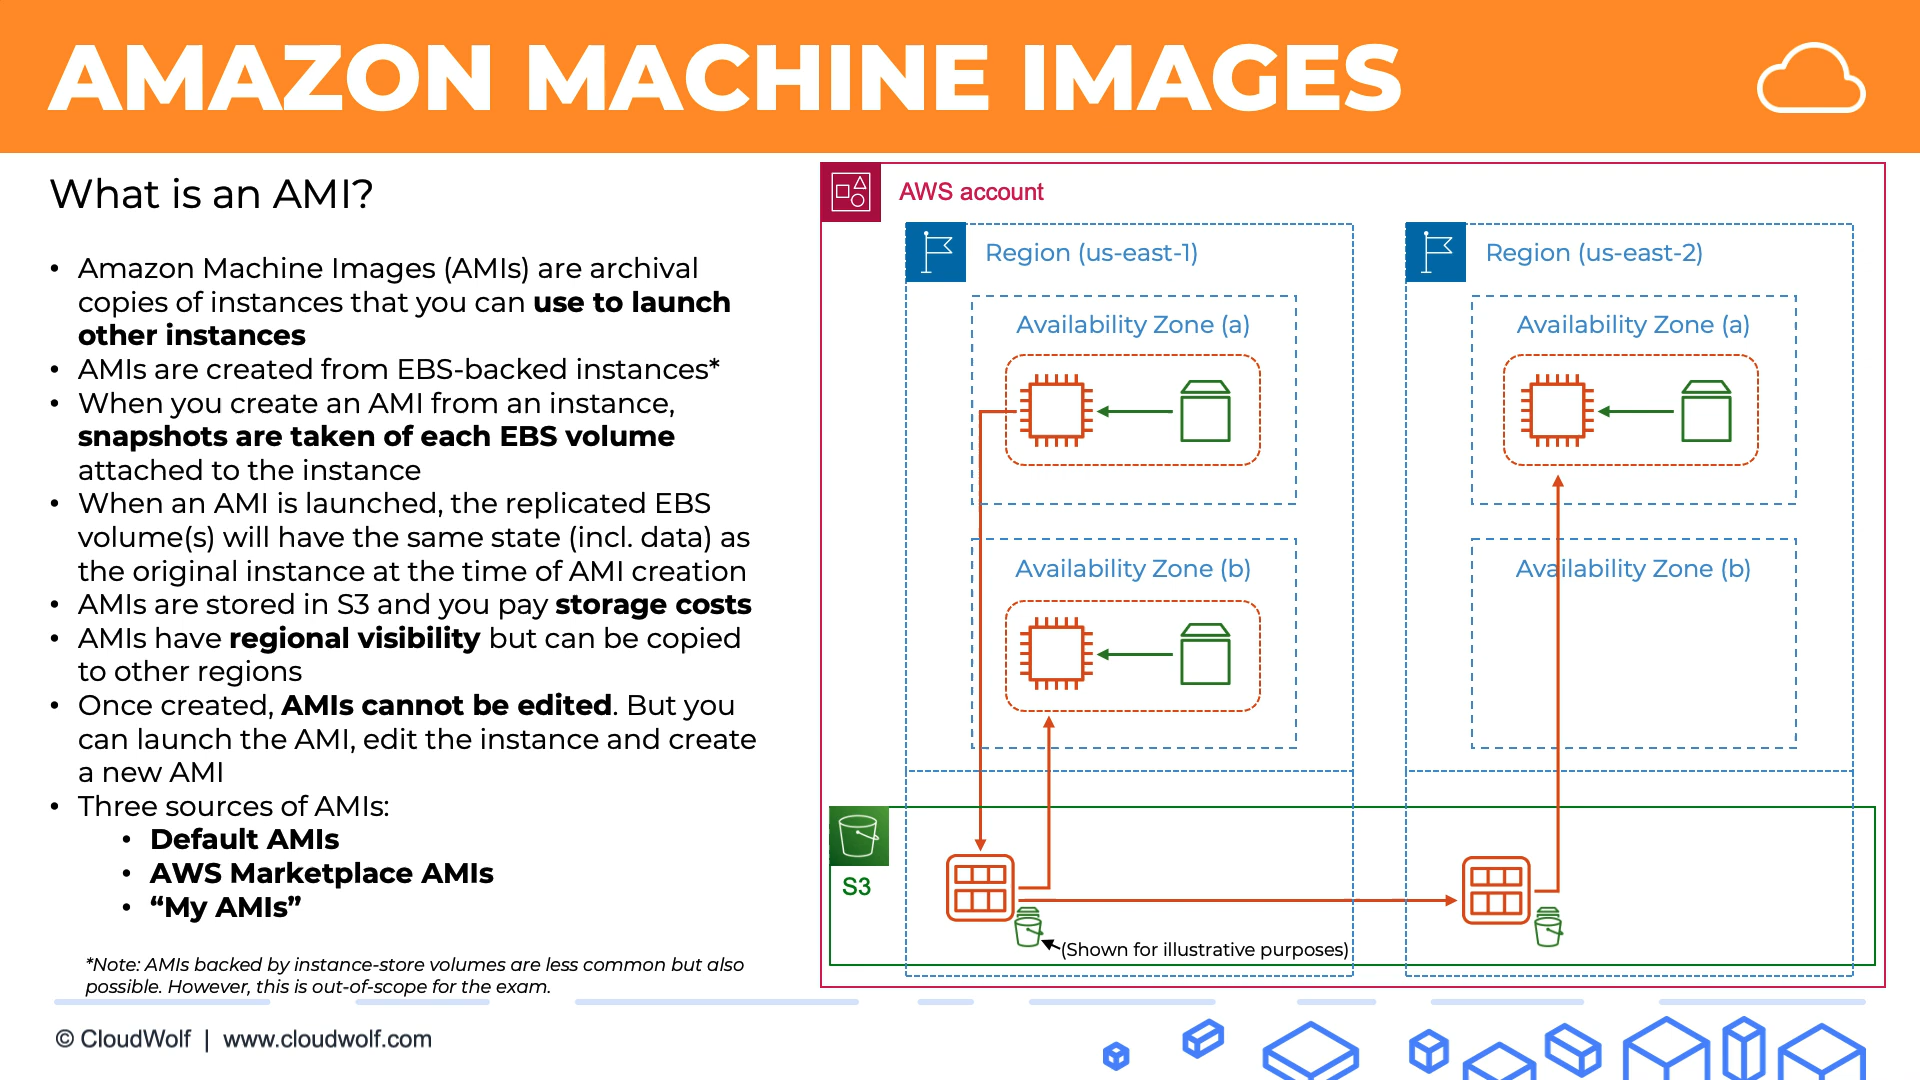 AMAZON MACHINE IMAGES
What is an AMI?
• Amazon Machine Images (AMIs) are archival
copies of instances that you can use to launch
other instances
• AMIs are created from EBS-backed instances*
• When you create an AMI from an instance,
snapshots are taken of each EBS volume
attached to the instance
• When an AMI is launched, the replicated EBS
volume(s) will have the same state (incl. data) as
the original instance at the time of AMI creation
• AMIs are stored in S3 and you pay storage costs
• AMIs have regional visibility but can be copied
to other regions
• Once created, AMIs cannot be edited. But you
can launch the AMI, edit the instance and create
a new AMI
• Three sources of AMIs:
• Default AMIs
• AWS Marketplace AMIs
• “My AMIs”
*Note: AMIs backed by instance-store volumes are less common but also
possible. However, this is out-of-scope for the exam.
AWS account
Region (us-east-1)
Availability Zone (a)
Availability Zone (b)
Region (us-east-2)
Availability Zone (a)
Availability Zone (b)
S3
(Shown for illustrative purposes)
© CloudWolf | www.cloudwolf.com